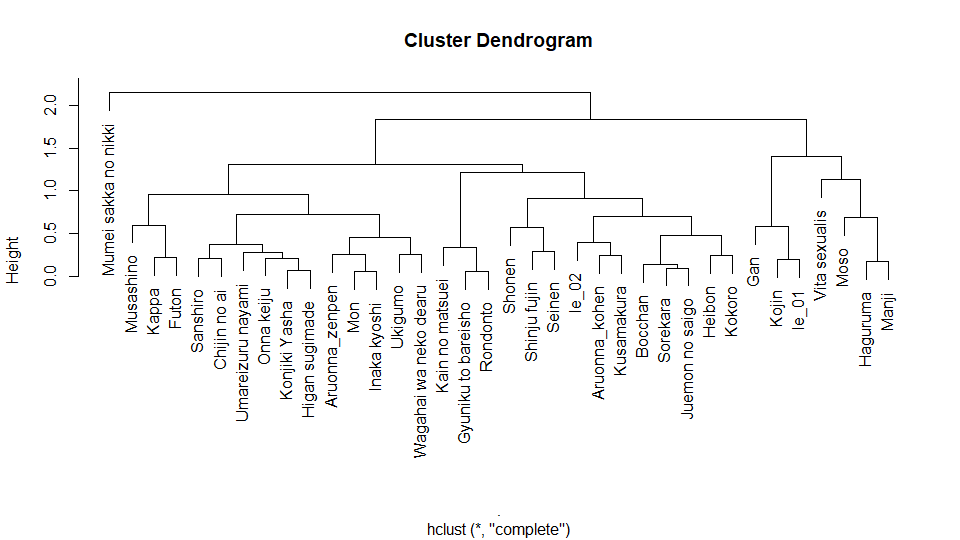 Cluster Dendrogram
Height
0.0
0.5
1.0
1.5
2.0
Mumei sakka no nikki
Musashino
Kappa
Futon
Sanshiro
Chijin no ai
Umareizuru nayami
Onna keiju
Konjiki Yasha
Higan sugimade
Aruonna_zenpen
Mon
Inaka kyoshi
Ukigumo
Wagahai wa neko dearu
Kain no matsuei
Gyuniku to bareisho
Rondonto
Shonen
Shinju fujin
Seinen
Ie_02
Aruonna_kohen
Kusamakura
Bocchan
Sorekara
Juemon no saigo
Heibon
Kokoro
Gan
Kojin
Ie_01
Vita sexualis
Moso
Haguruma
Manji
.
hclust (*, "complete")